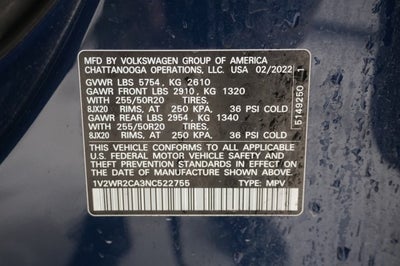 MFD BY VOLKSWAGEN GROUP OF AMERICA
CHATTANOOGA OPERATIONS, LLC. USA 02/2022
GVWR LBS 5754 , KG 2610
GAWR FRONT LBS 2910 , KG 1320
WITH 255/50R20 TIRES,
8JX20 RIMS, AT 250 KPA. 36 PSI COLD
GAWR REAR LBS 2954 , KG 1340
WITH 255/50R20 TIRES,
8JX20 RIMS, AT 250 KPA. 36 PSI COLD
THIS VEHICLE CONFORMS TO ALL APPLICABLE
U.S. FEDERAL MOTOR VEHICLE SAFETY AND
THEFT PREVENTION STANDARDS IN EFFECT ON
THE DATE OF MANUFACTURE SHOWN ABOVE.
1V2WR2CA3NC522755 TYPE: MPV
5149250 1